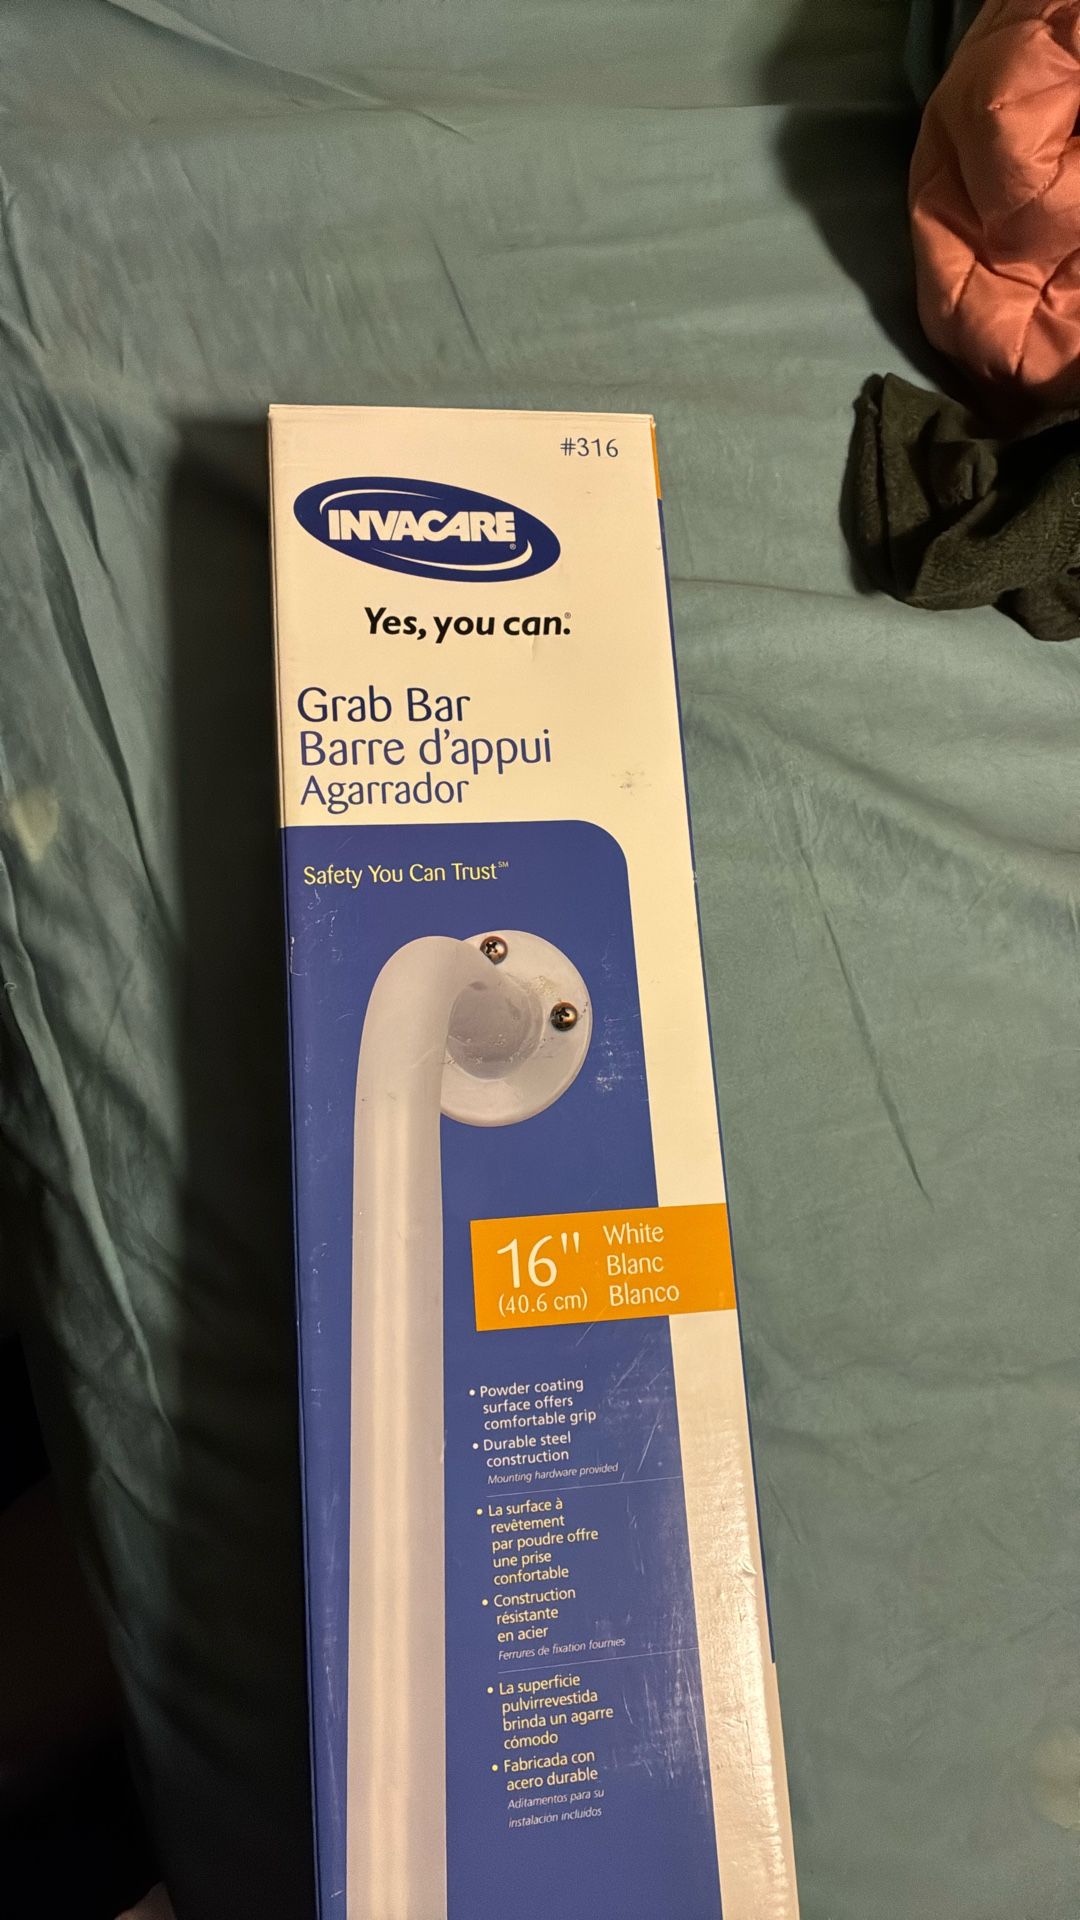 #316
INVACARE®
Yes, you can.®
Grab Bar
Barre d'appui
Agarrador
Safety You Can Trust℠
16"
(40.6 cm)
White
Blanc
Blanco
• Powder coating
surface offers
comfortable grip
• Durable steel
construction
Mounting hardware provided
• La surface à
revêtement
par poudre offre
une prise
confortable
• Construction
résistante
en acier
Ferrures de fixation fournies
• La superficie
pulvirrevestida
brinda un agarre
cómodo
• Fabricada con
acero durable
Aditamentos para su
instalación incluidos